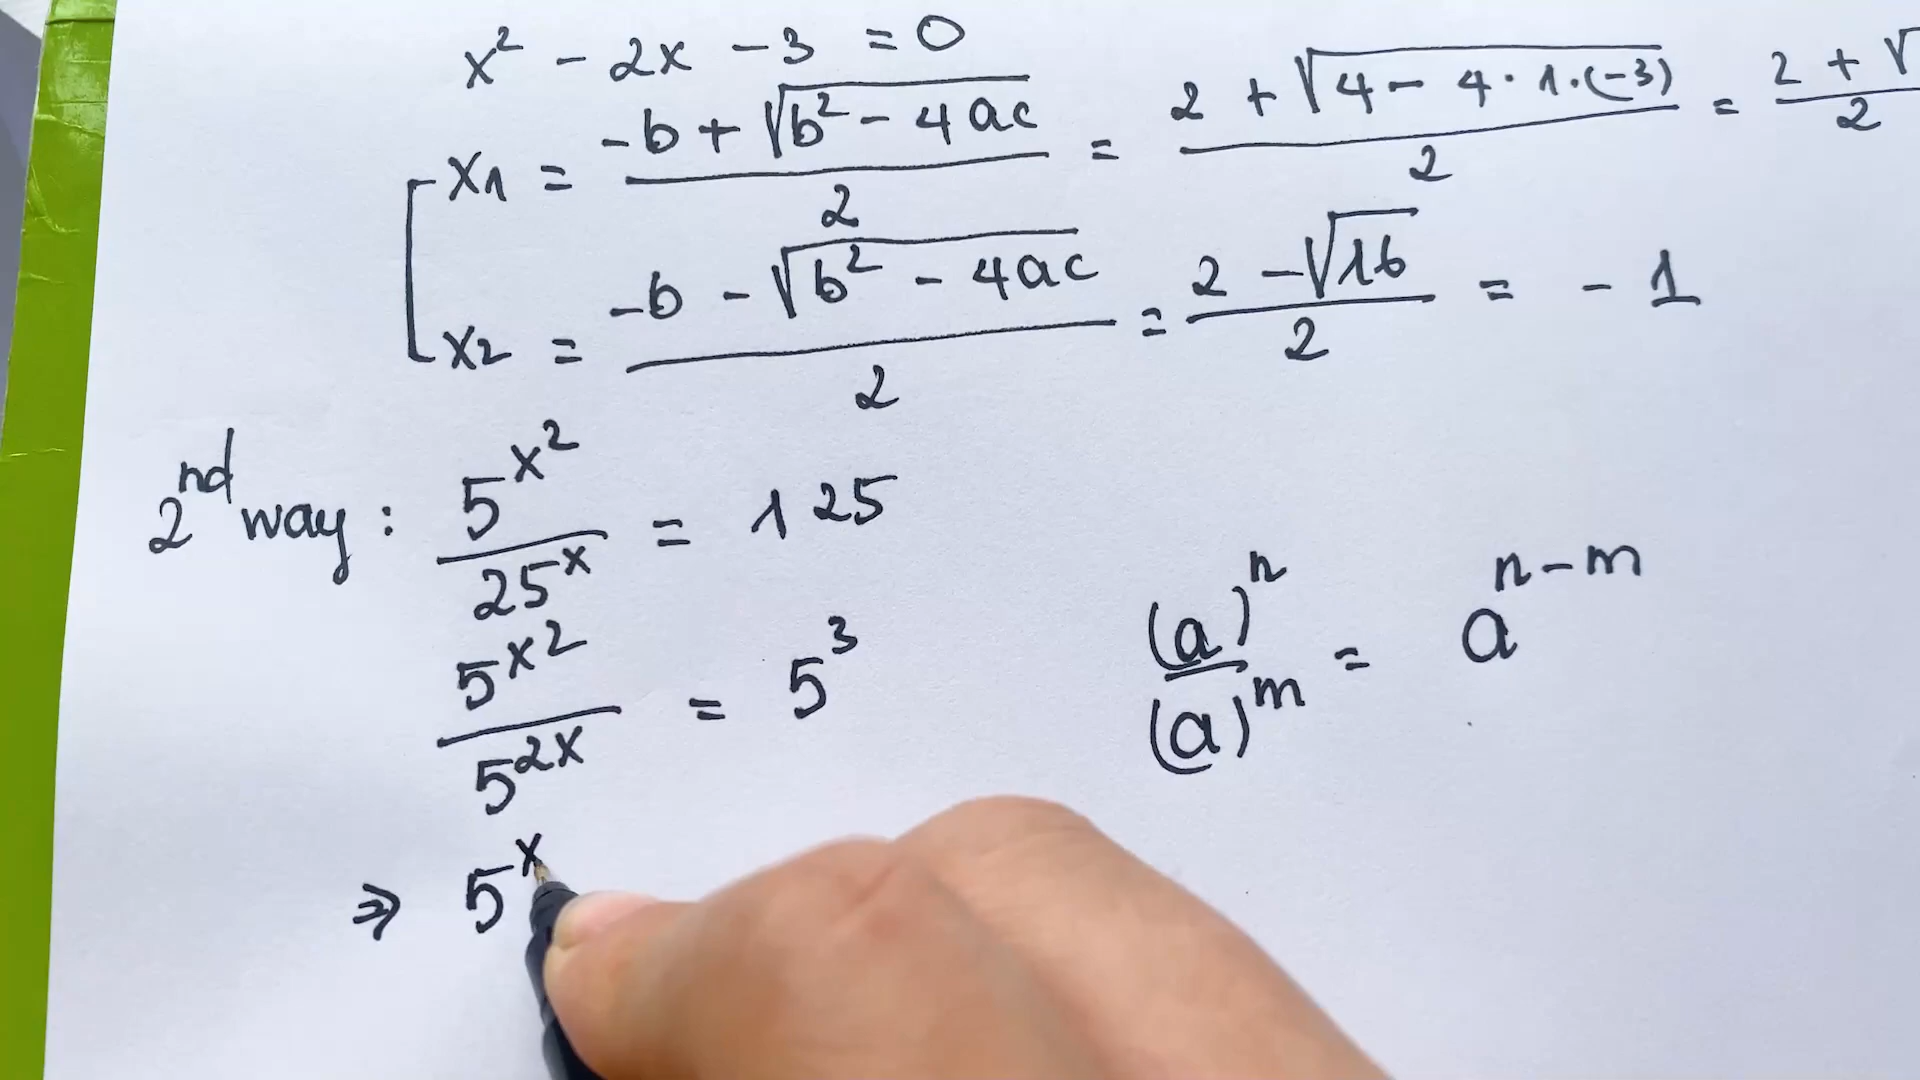 x² - 2x - 3 = 0
x1 = (-b + √(b² - 4ac))/2 = (2 + √(4 - 4·1·(-3)))/2 = (2 + √)/2
x2 = (-b - √(b² - 4ac))/2 = (2 - √16)/2 = - 1
2nd way: 5^x² / 25^x = 125
5^x² / 5^2x = 5³
(a)^n / (a)^m = a^n-m
⇒ 5^x